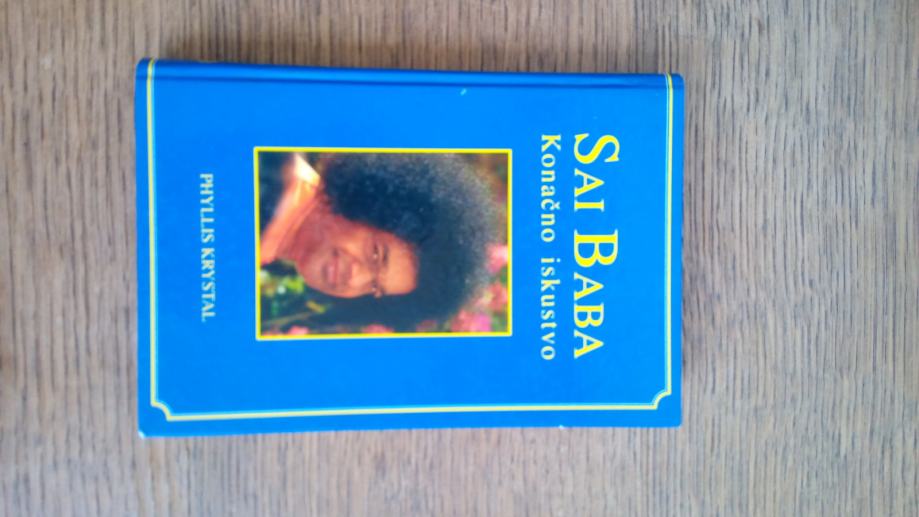 SAI BABA
Konačno iskustvo
PHYLLIS KRYSTAL